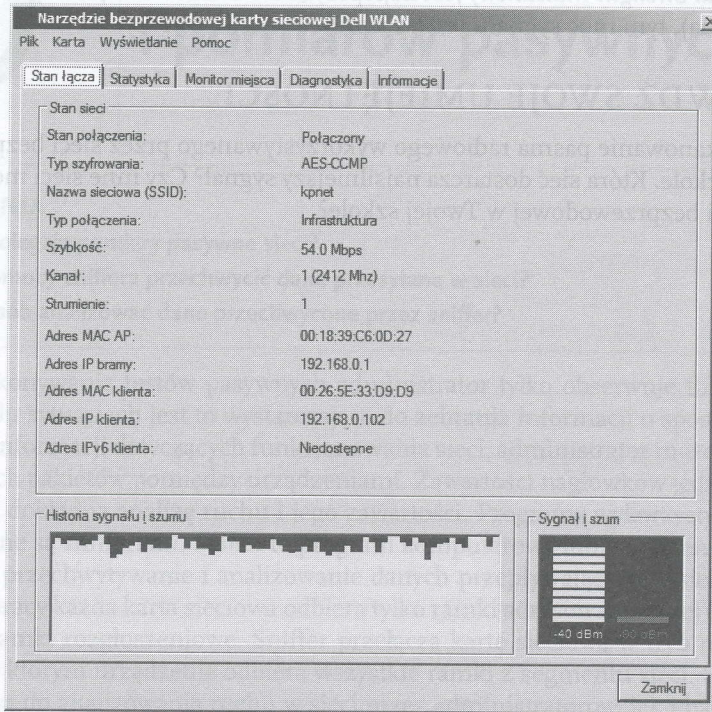 Narzędzie bezprzewodowej karty sieciowej Dell WLAN
Plik Karta Wyświetlanie Pomoc
Stan łącza Statystyka Monitor miejsca Diagnostyka Informacje
Stan sieci
Stan połączenia: Połączony
Typ szyfrowania: AES-CCMP
Nazwa sieciowa (SSID): kpnet
Typ połączenia: Infrastruktura
Szybkość: 54.0 Mbps
Kanał: 1 (2412 Mhz)
Strumienie: 1
Adres MAC AP: 00:18:39:C6:0D:27
Adres IP bramy: 192.168.0.1
Adres MAC klienta: 00:26:5E:33:D9:D9
Adres IP klienta: 192.168.0.102
Adres IPv6 klienta: Niedostępne
Historia sygnału i szumu
Sygnał i szum
-40 dBm -90 dBm
Zamknij